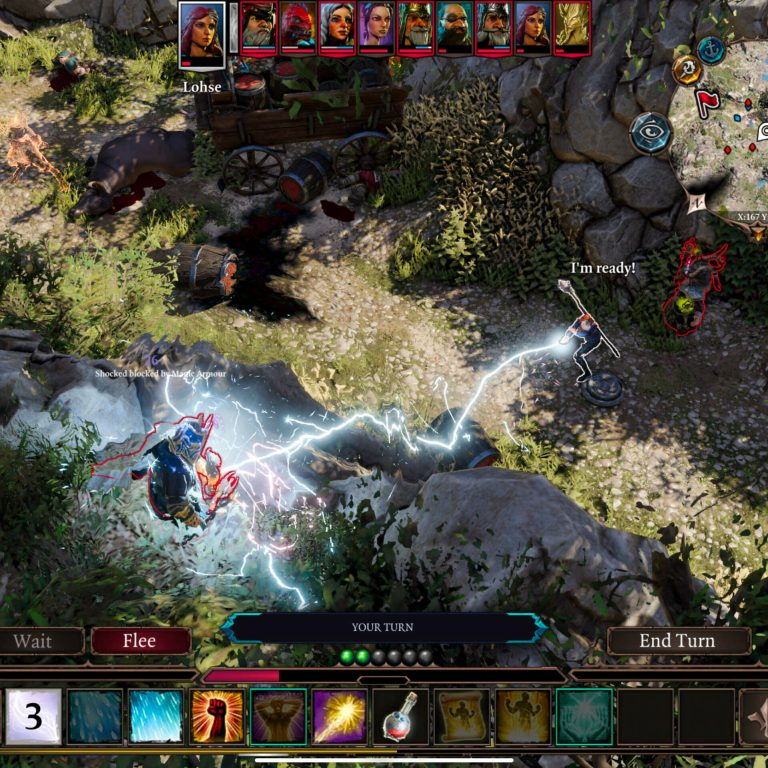 Lohse
X:167 Y
I'm ready!
Shocked blocked by Magic Armour
YOUR TURN
Wait
Flee
End Turn
3